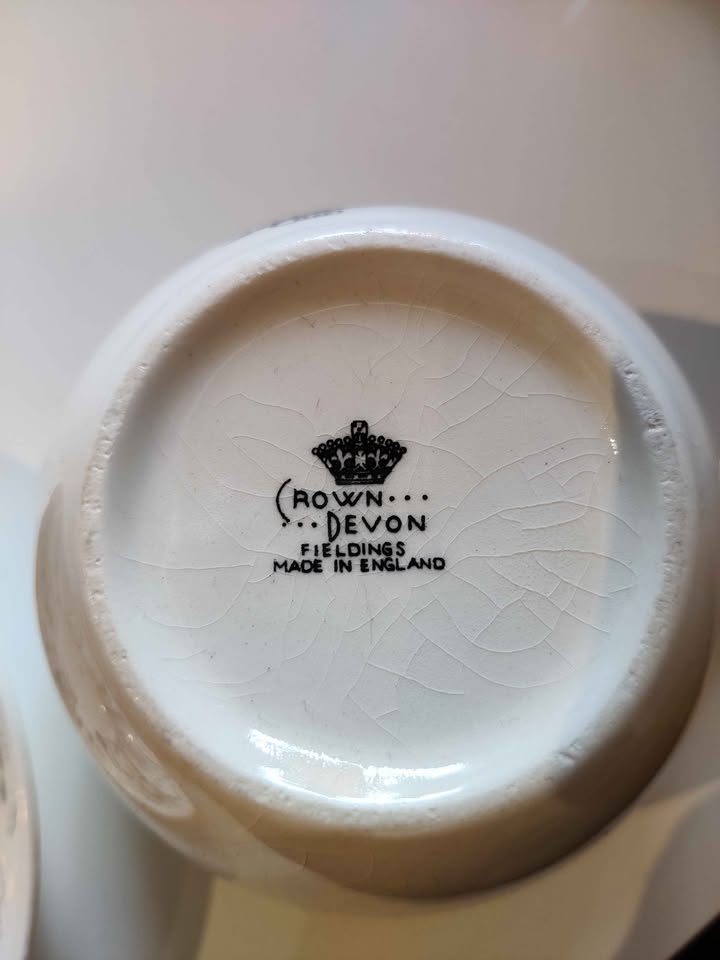 CROWN...
...DEVON
FIELDINGS
MADE IN ENGLAND